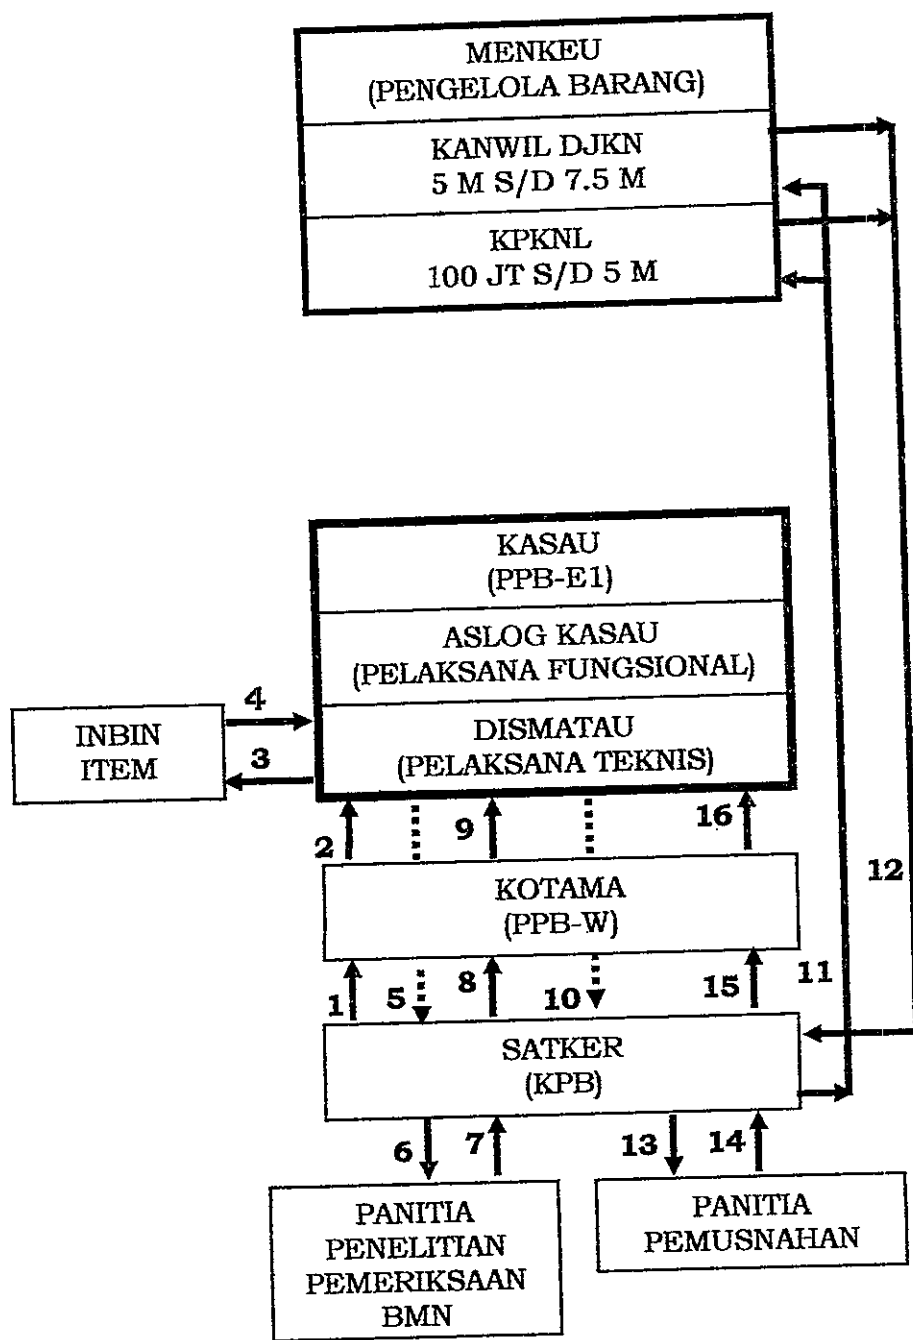 MENKEU
(PENGELOLA BARANG)
KANWIL DJKN
5 M S/D 7.5 M
KPKNL
100 JT S/D 5 M
KASAU
(PPB-E1)
ASLOG KASAU
(PELAKSANA FUNGSIONAL)
DISMATAU
(PELAKSANA TEKNIS)
4
INBIN
ITEM
3
2
9
16
12
KOTAMA
(PPB-W)
1
5
8
10
15
11
SATKER
(KPB)
6
7
13
14
PANITIA
PENELITIAN
PEMERIKSAAN
BMN
PANITIA
PEMUSNAHAN